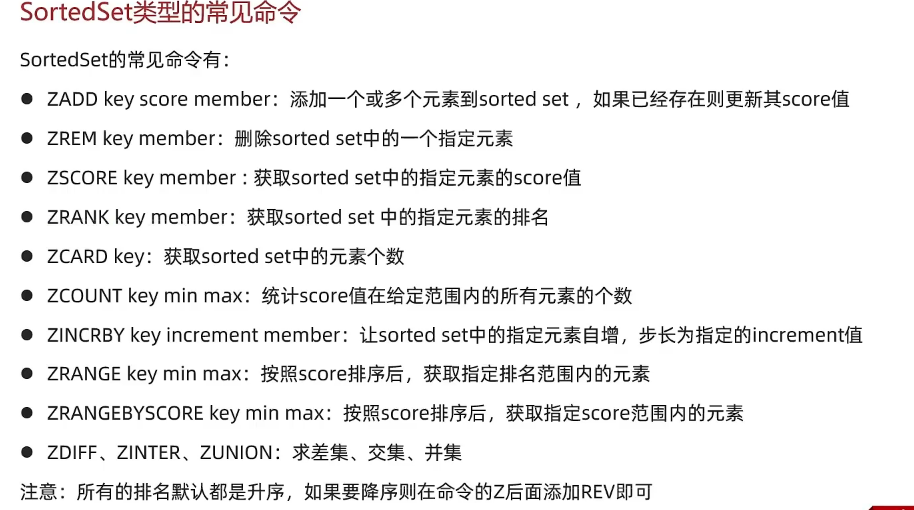 SortedSet类型的常见命令
SortedSet的常见命令有：
● ZADD key score member：添加一个或多个元素到sorted set ，如果已经存在则更新其score值
● ZREM key member：删除sorted set中的一个指定元素
● ZSCORE key member : 获取sorted set中的指定元素的score值
● ZRANK key member：获取sorted set 中的指定元素的排名
● ZCARD key：获取sorted set中的元素个数
● ZCOUNT key min max：统计score值在给定范围内的所有元素的个数
● ZINCRBY key increment member：让sorted set中的指定元素自增，步长为指定的increment值
● ZRANGE key min max：按照score排序后，获取指定排名范围内的元素
● ZRANGEBYSCORE key min max：按照score排序后，获取指定score范围内的元素
● ZDIFF、ZINTER、ZUNION：求差集、交集、并集
注意：所有的排名默认都是升序，如果要降序则在命令的Z后面添加REV即可